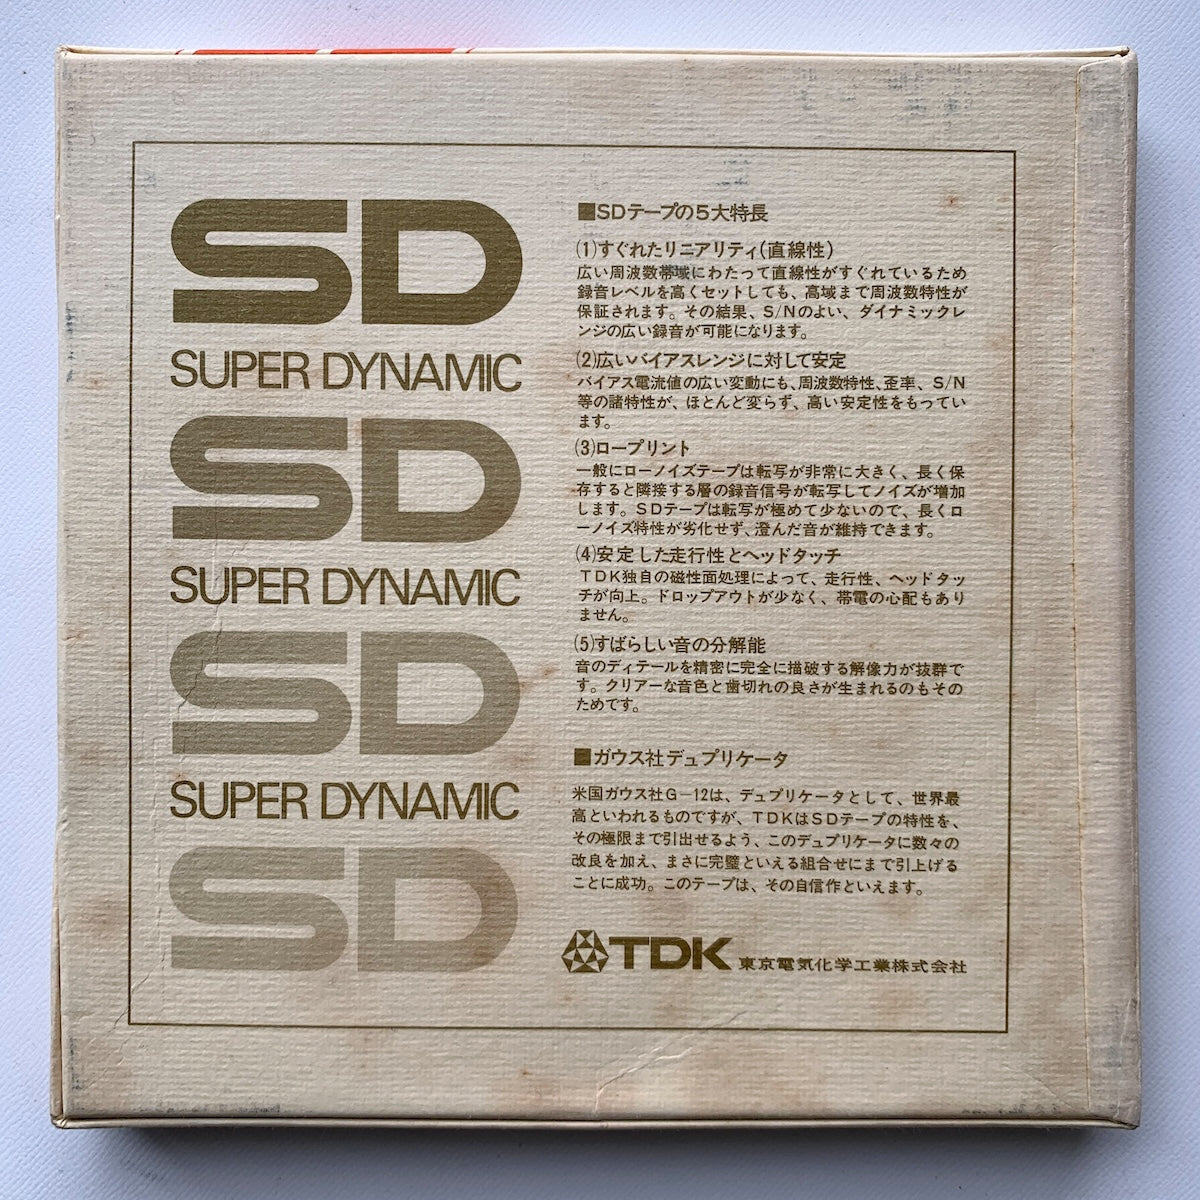 SD
SUPER DYNAMIC
SD
SUPER DYNAMIC
SD
SUPER DYNAMIC
SD
■SDテープの5大特長
(1)すぐれたリニアリティ(直線性)
広い周波数帯域にわたって直線性がすぐれているため
録音レベルを高くセットしても、高域まで周波数特性が
保証されます。その結果、S/Nのよい、ダイナミックレ
ンジの広い録音が可能になります。
(2)広いバイアスレンジに対して安定
バイアス電流値の広い変動にも、周波数特性、歪率、S/N
等の諸特性が、ほとんど変らず、高い安定性をもってい
ます。
(3)ロープリント
一般にローノイズテープは転写が非常に大きく、長く保
存すると隣接する層の録音信号が転写してノイズが増加
します。SDテープは転写が極めて少ないので、長くロ
ーノイズ特性が劣化せず、澄んだ音が維持できます。
(4)安定した走行性とヘッドタッチ
TDK独自の磁性面処理によって、走行性、ヘッドタッ
チが向上。ドロップアウトが少なく、帯電の心配もあり
ません。
(5)すばらしい音の分解能
音のディテールを精密に完全に描破する解像力が抜群で
す。クリアーな音色と歯切れの良さが生まれるのもその
ためです。
■ガウス社デュプリケータ
米国ガウス社G-12は、デュプリケータとして、世界最
高といわれるものですが、TDKはSDテープの特性を、
その極限まで引出せるよう、このデュプリケータに数々の
改良を加え、まさに完璧といえる組合せにまで引上げる
ことに成功。このテープは、その自信作といえます。
TDK 東京電気化学工業株式会社